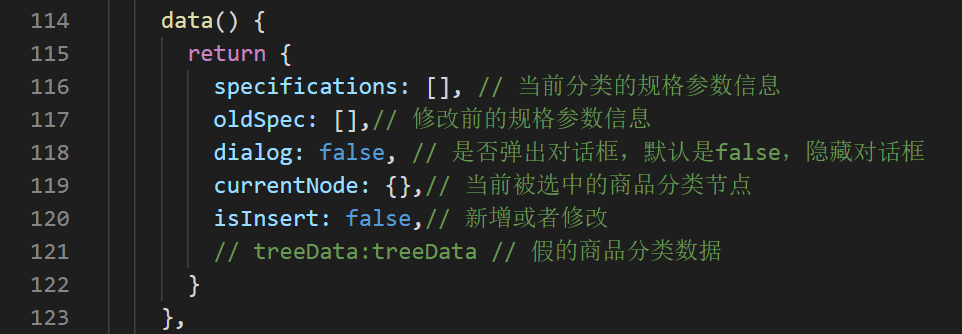 114 data() {
115 return {
116 specifications: [], // 当前分类的规格参数信息
117 oldSpec: [],// 修改前的规格参数信息
118 dialog: false, // 是否弹出对话框，默认是false，隐藏对话框
119 currentNode: {},// 当前被选中的商品分类节点
120 isInsert: false,// 新增或者修改
121 // treeData:treeData // 假的商品分类数据
122 }
123 },